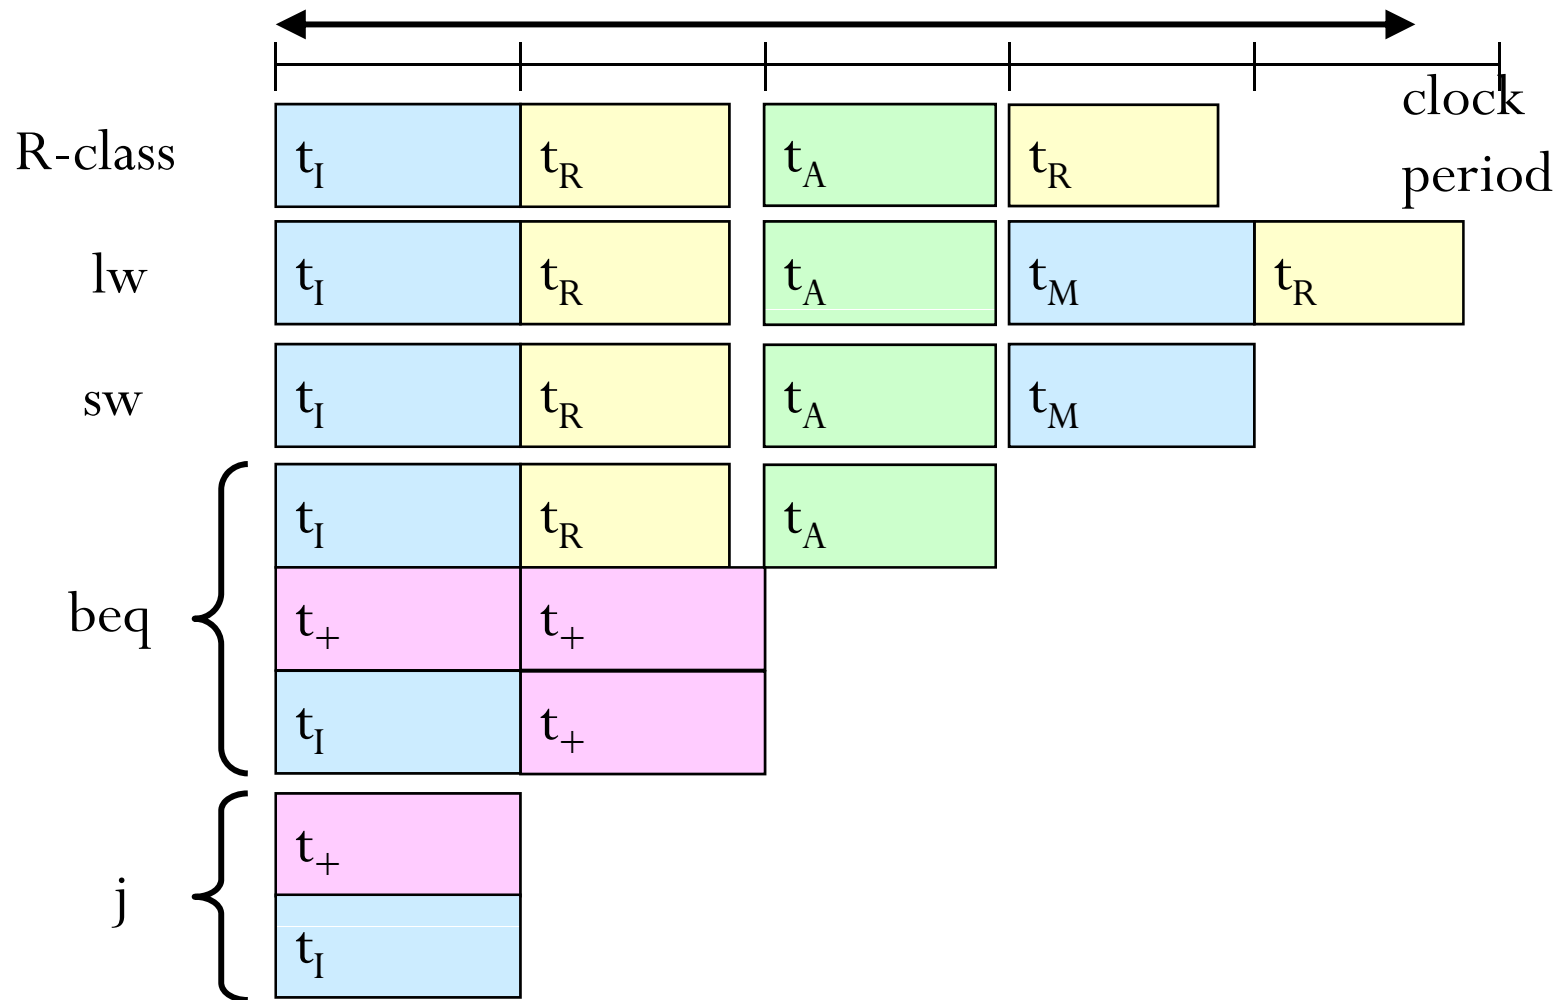 clock
period
R-class tI tR tA tR
lw tI tR tA tM tR
sw tI tR tA tM
tI tR tA
beq t+ t+
tI t+
t+
j
tI